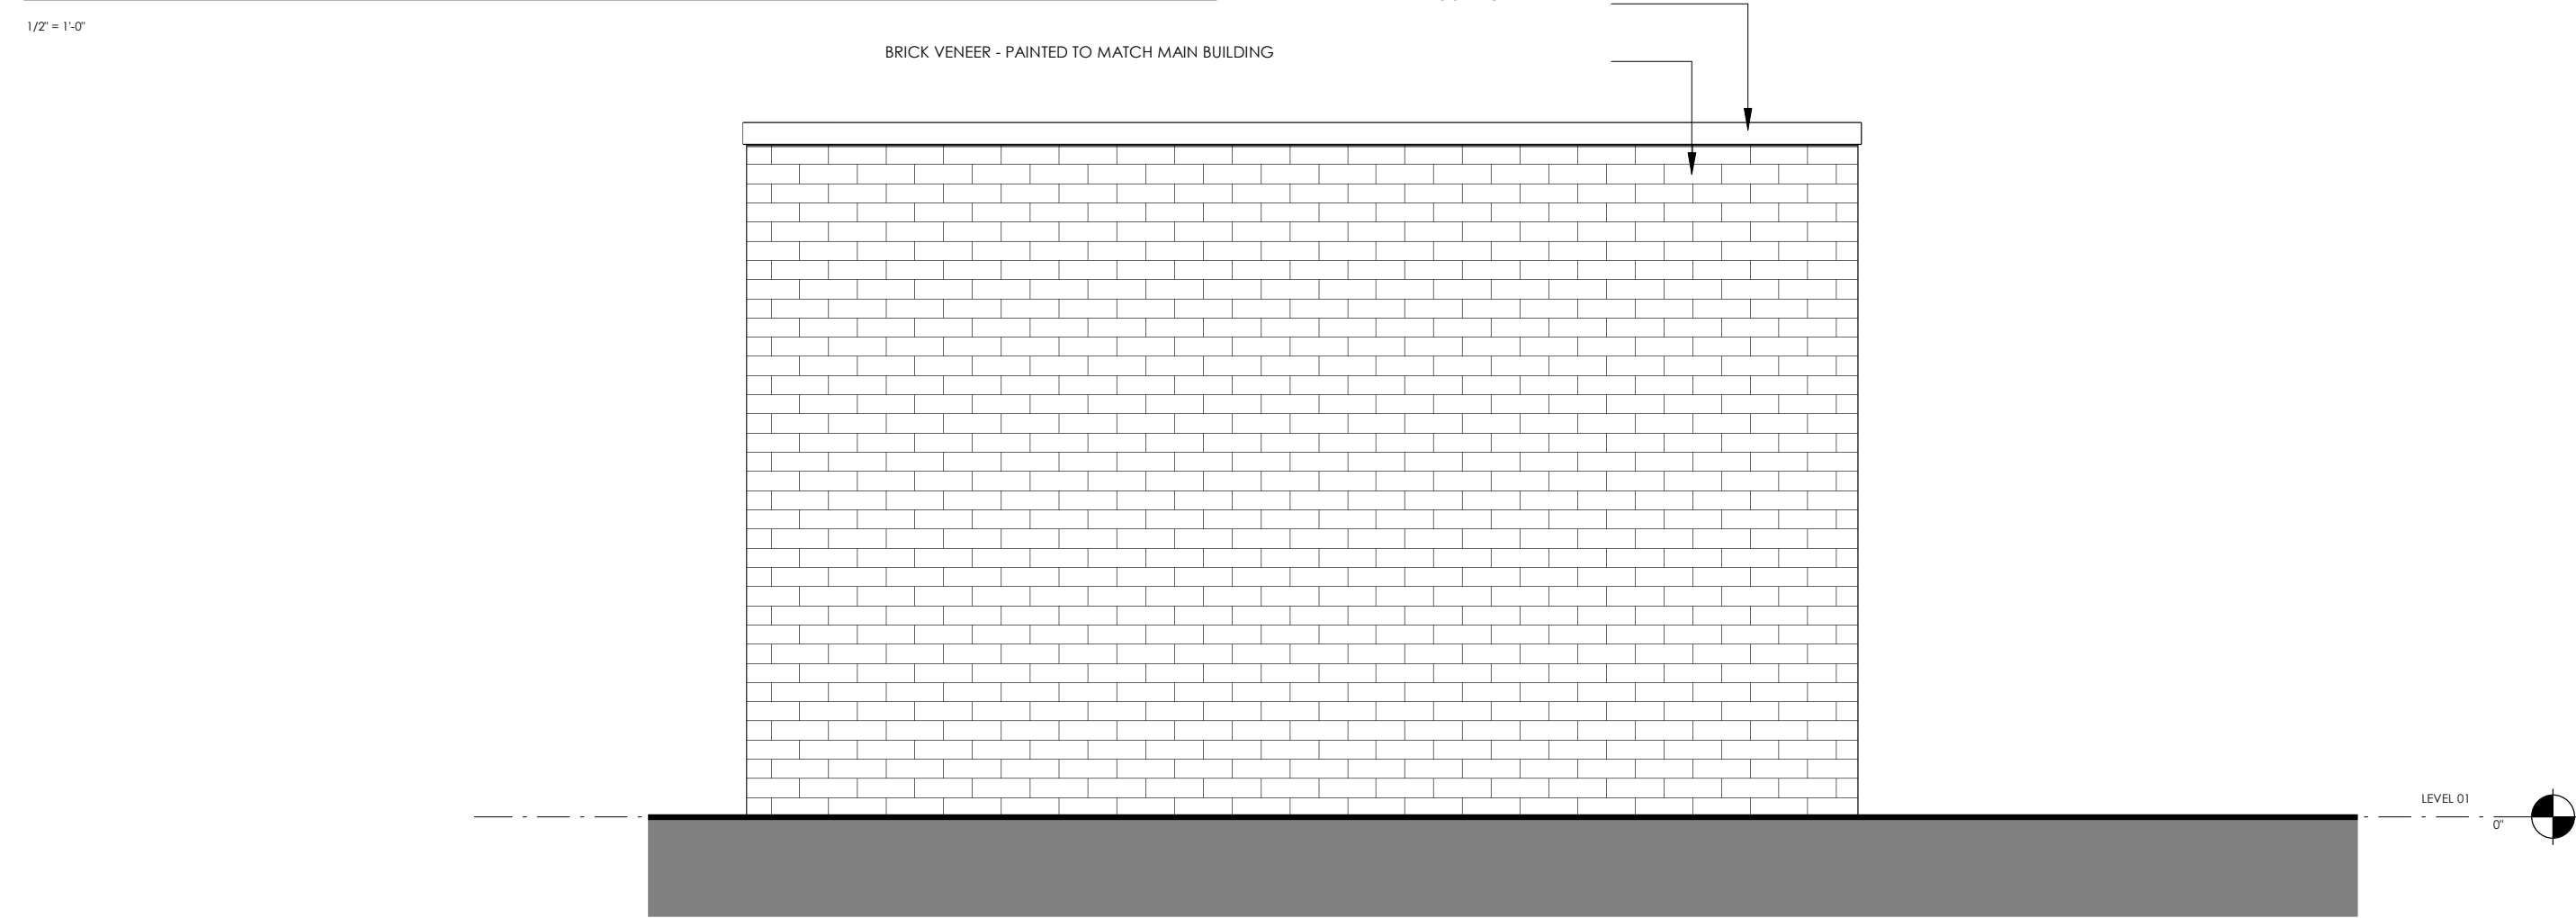 1/2" = 1'-0"
BRICK VENEER - PAINTED TO MATCH MAIN BUILDING
LEVEL 01
0"